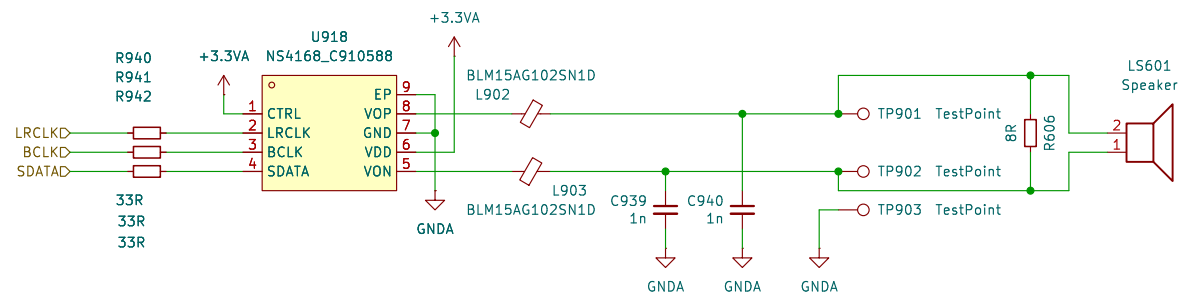 +3.3VA
U918
NS4168_C910588
+3.3VA
R940
R941
R942
BLM15AG102SN1D
L902
LS601
Speaker
1 CTRL
2 LRCLK
3 BCLK
4 SDATA
EP 9
VOP 8
GND 7
VDD 6
VON 5
LRCLK
BCLK
SDATA
33R
33R
33R
GNDA
L903
BLM15AG102SN1D
C939
1n
C940
1n
TP901 TestPoint
TP902 TestPoint
TP903 TestPoint
8R
R606
2
1
GNDA
GNDA
GNDA